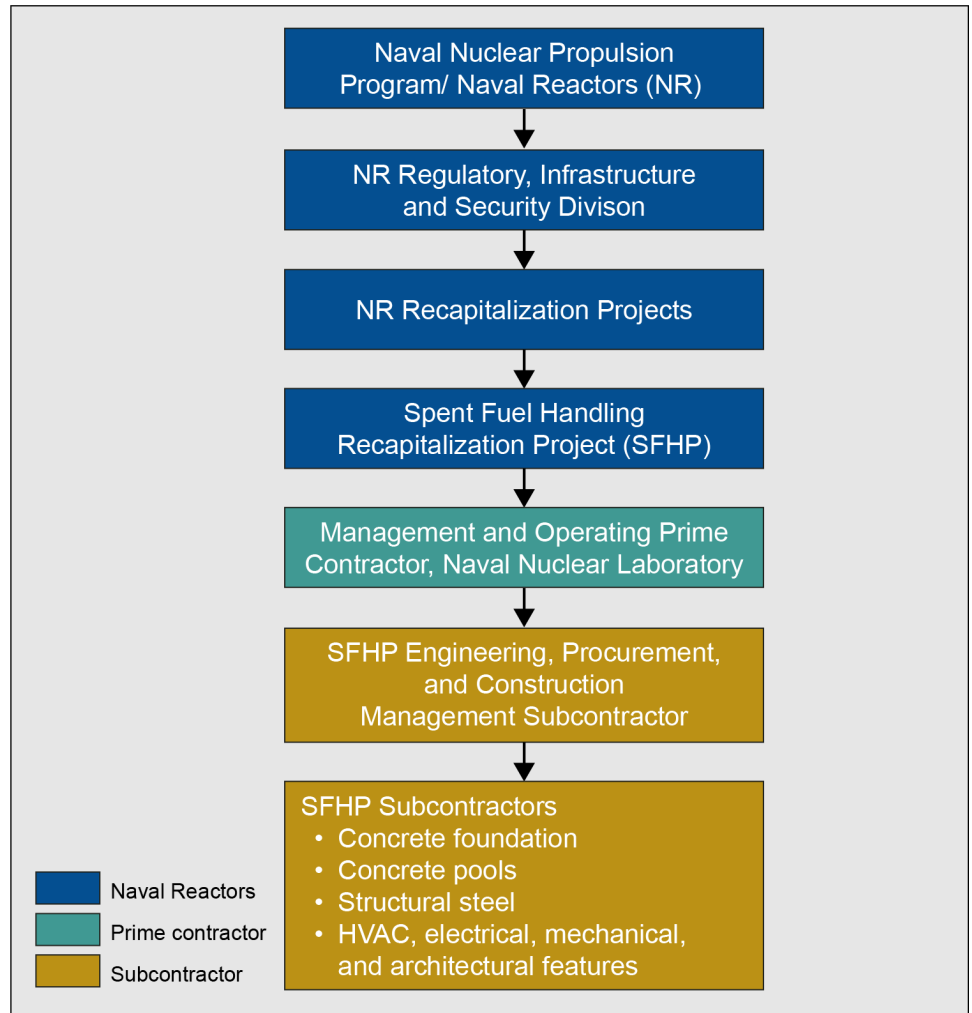 Naval Nuclear Propulsion
Program/ Naval Reactors (NR)
NR Regulatory, Infrastructure
and Security Divison
NR Recapitalization Projects
Spent Fuel Handling
Recapitalization Project (SFHP)
Management and Operating Prime
Contractor, Naval Nuclear Laboratory
SFHP Engineering, Procurement,
and Construction
Management Subcontractor
SFHP Subcontractors
• Concrete foundation
• Concrete pools
• Structural steel
• HVAC, electrical, mechanical,
and architectural features
Naval Reactors
Prime contractor
Subcontractor